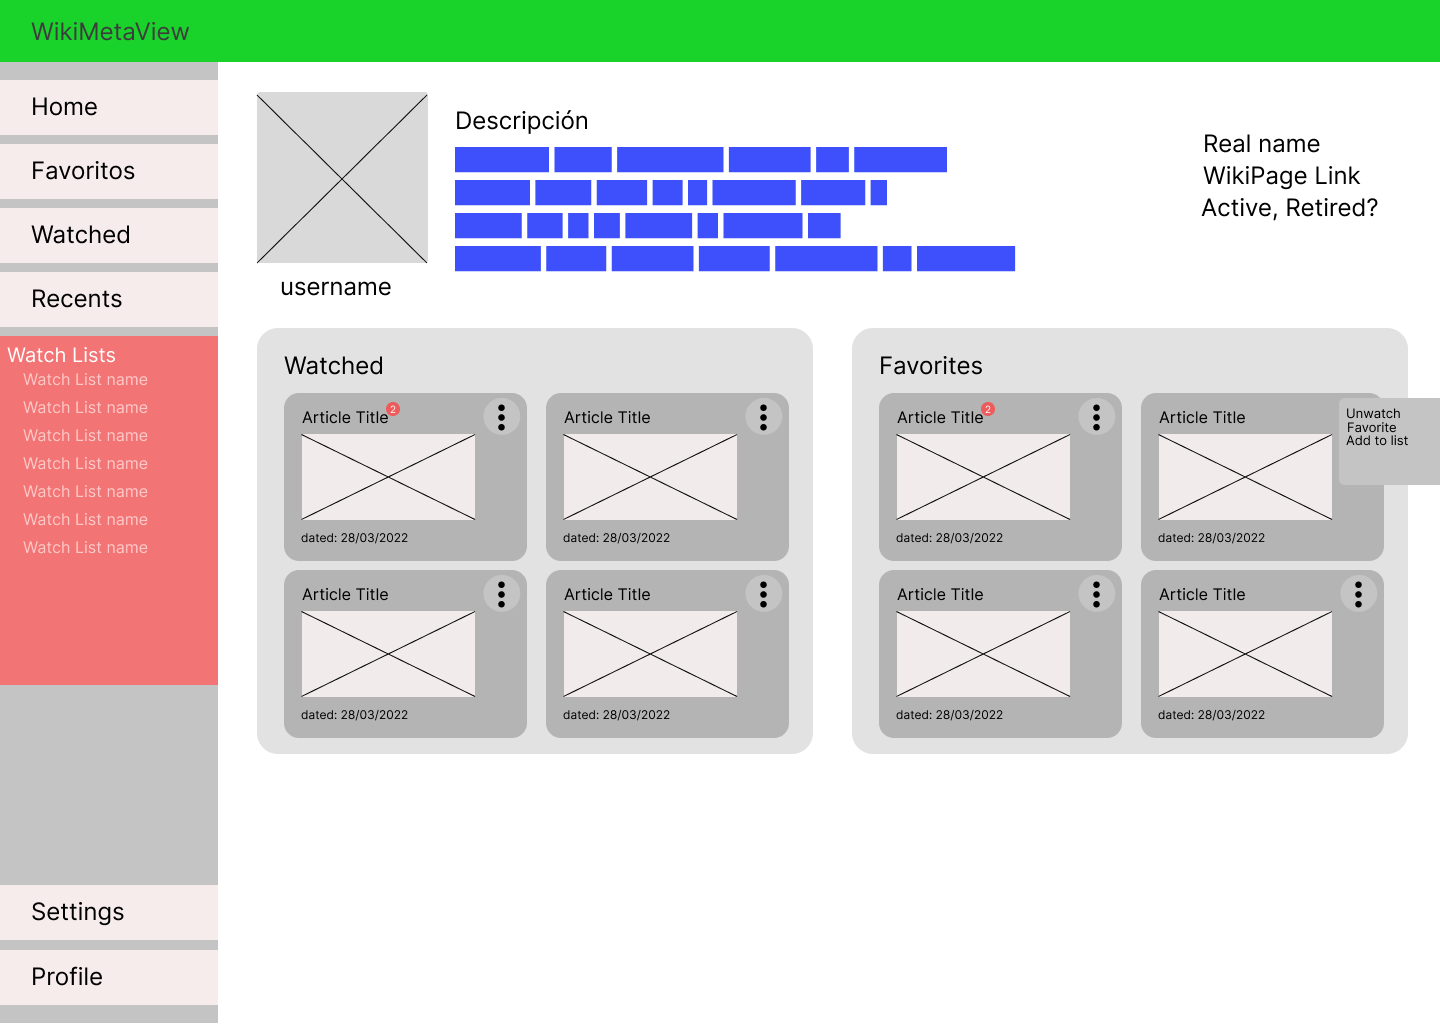 WikiMetaView
Home
Favoritos
Watched
Recents
Watch Lists
Watch List name
Watch List name
Watch List name
Watch List name
Watch List name
Watch List name
Watch List name
Settings
Profile
username
Descripción
Real name
WikiPage Link
Active, Retired?
Watched
Article Title 2
dated: 28/03/2022
Article Title
dated: 28/03/2022
Article Title
dated: 28/03/2022
Article Title
dated: 28/03/2022
Favorites
Article Title 2
dated: 28/03/2022
Article Title
Unwatch
Favorite
Add to list
dated: 28/03/2022
Article Title
dated: 28/03/2022
Article Title
dated: 28/03/2022